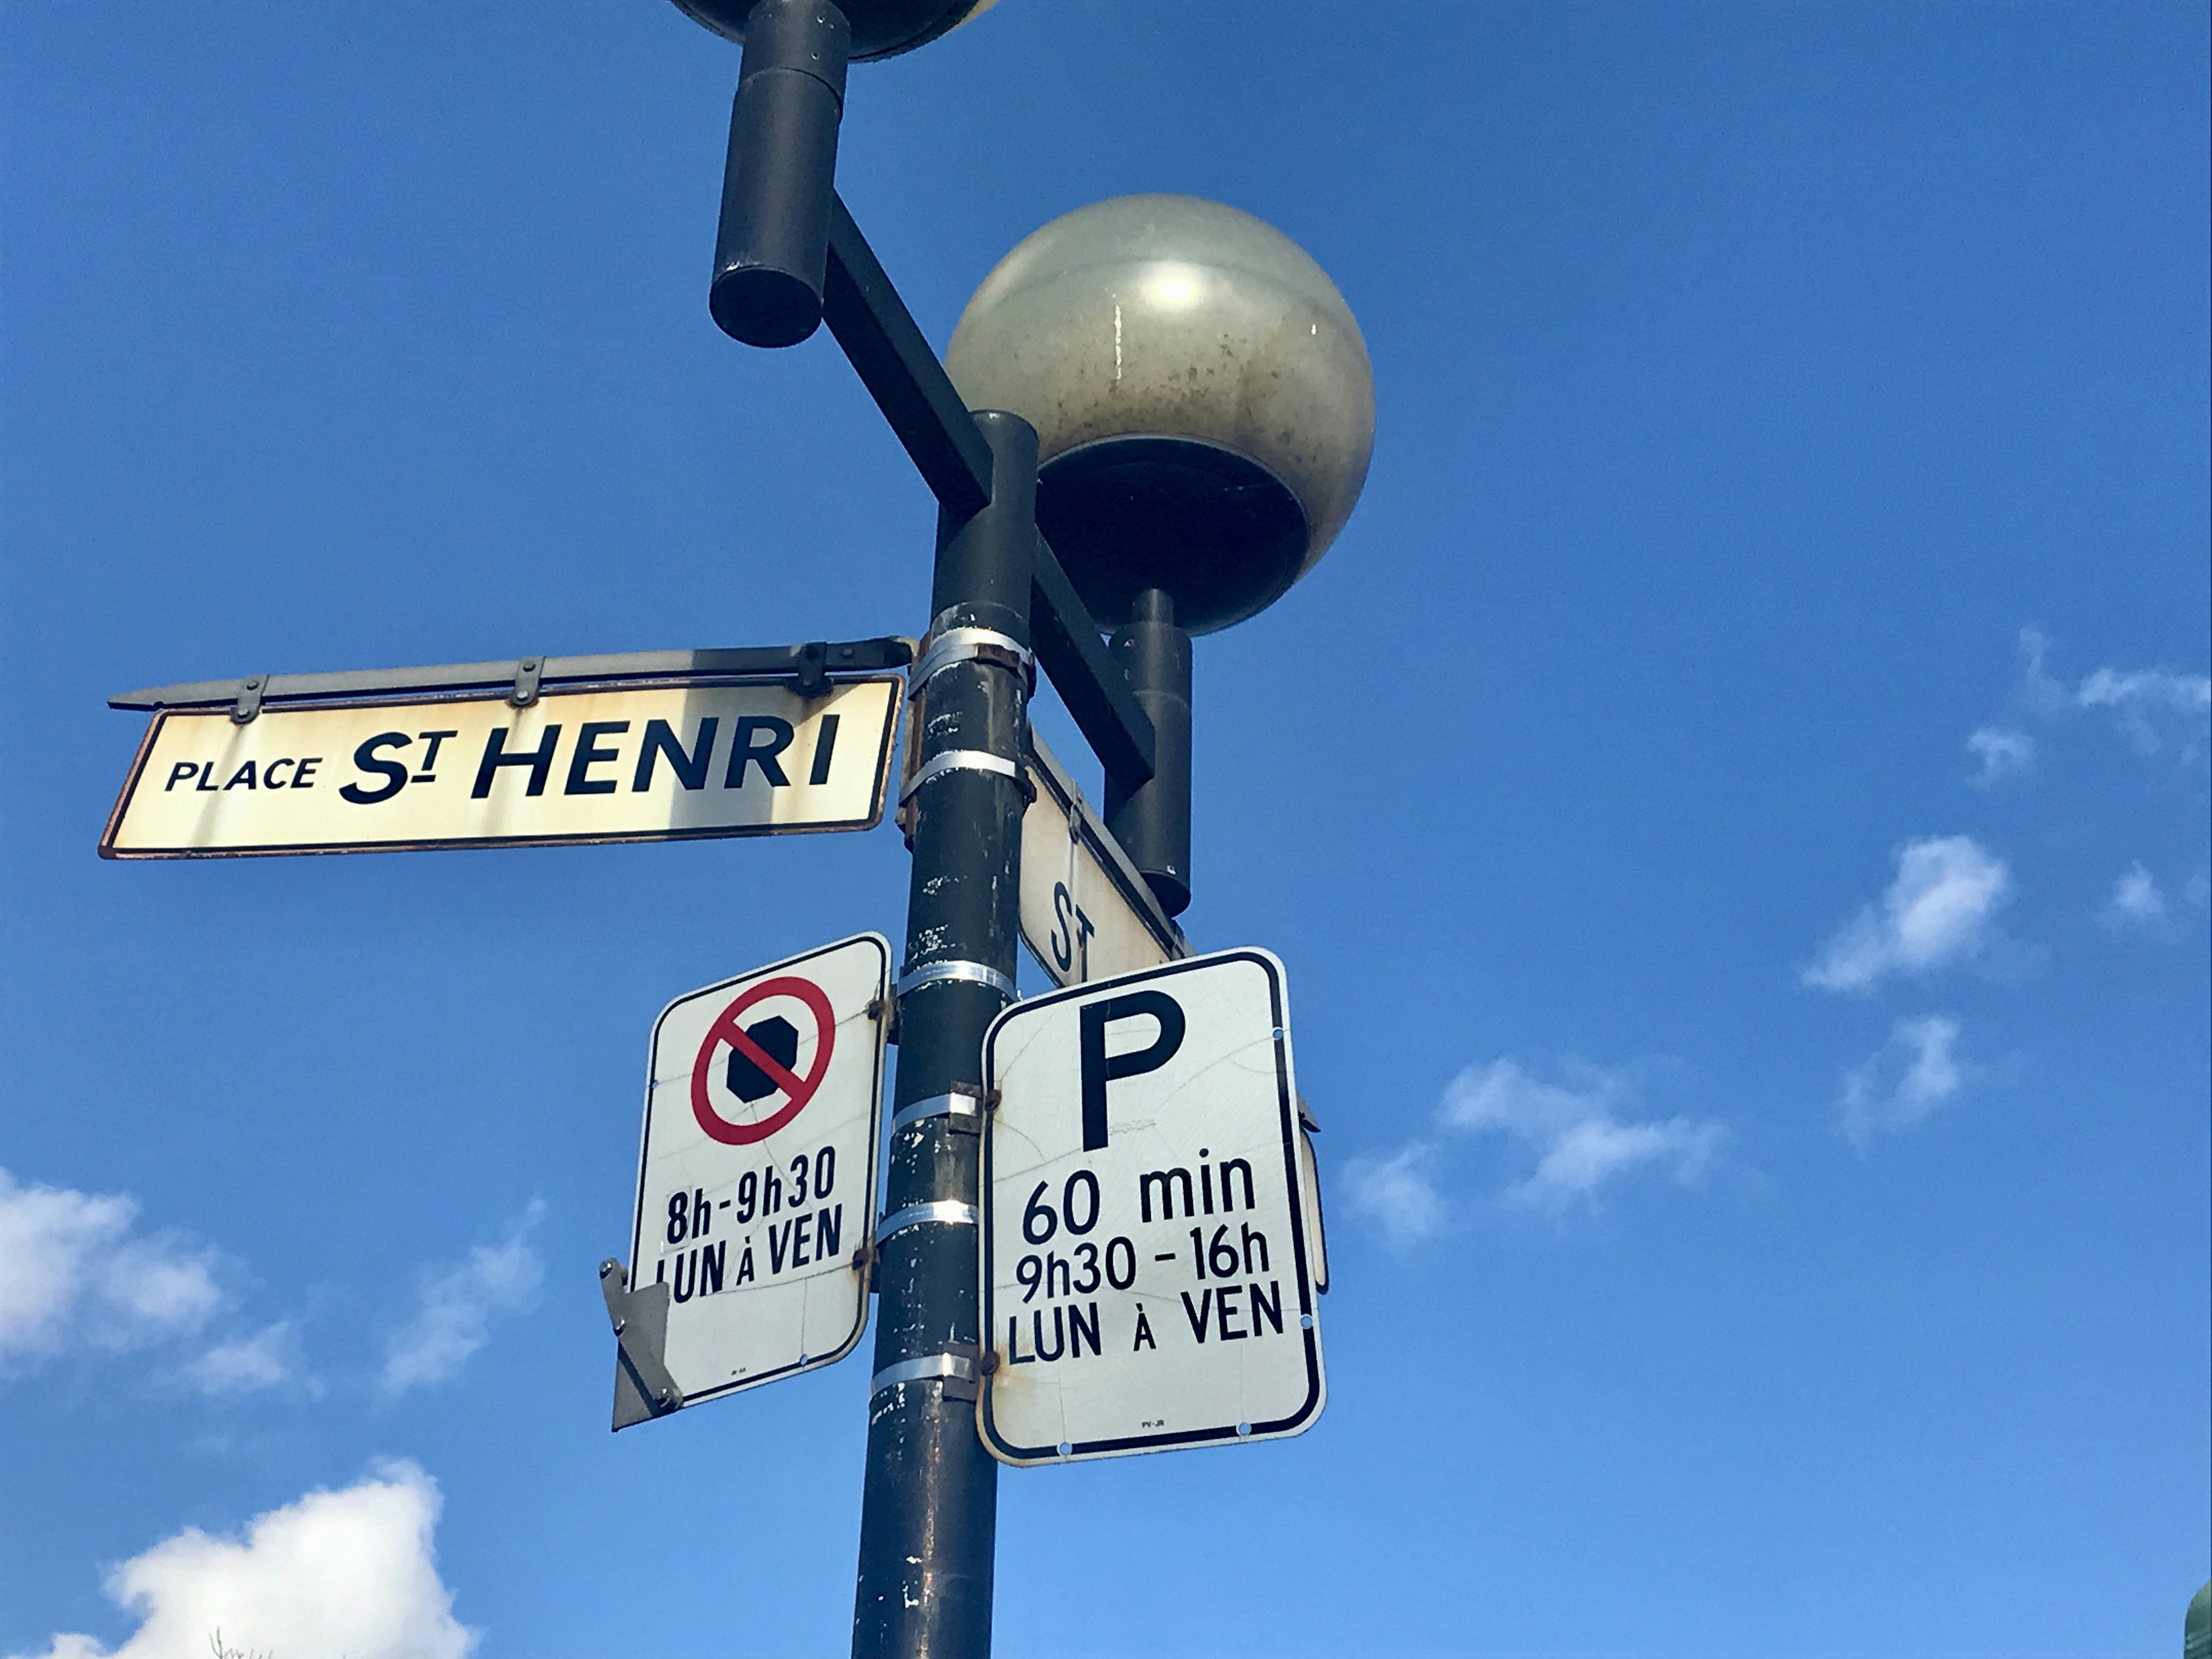 PLACE ST HENRI
ST
8h-9h30
LUN À VEN
P
60 min
9h30 - 16h
LUN À VEN